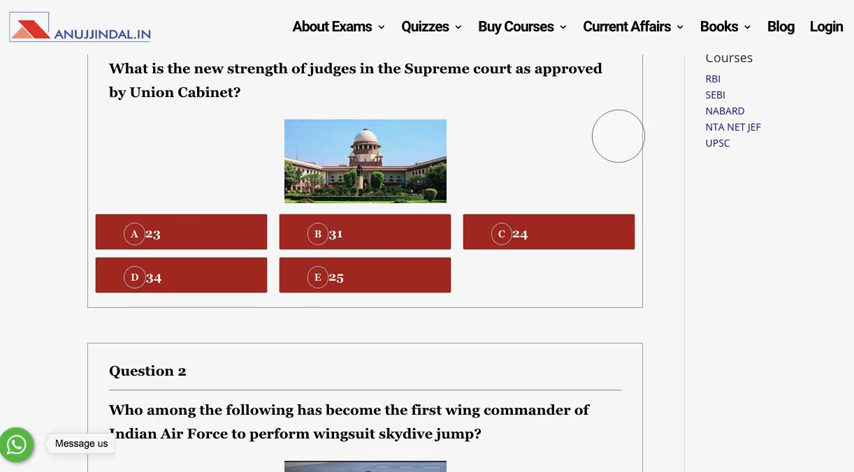 ANUJJINDAL.IN
About Exams Quizzes Buy Courses Current Affairs Books Blog Login
Courses
RBI
SEBI
NABARD
NTA NET JEF
UPSC
What is the new strength of judges in the Supreme court as approved
by Union Cabinet?
A 23 B 31 C 24
D 34 E 25
Question 2
Who among the following has become the first wing commander of
Indian Air Force to perform wingsuit skydive jump?
Message us